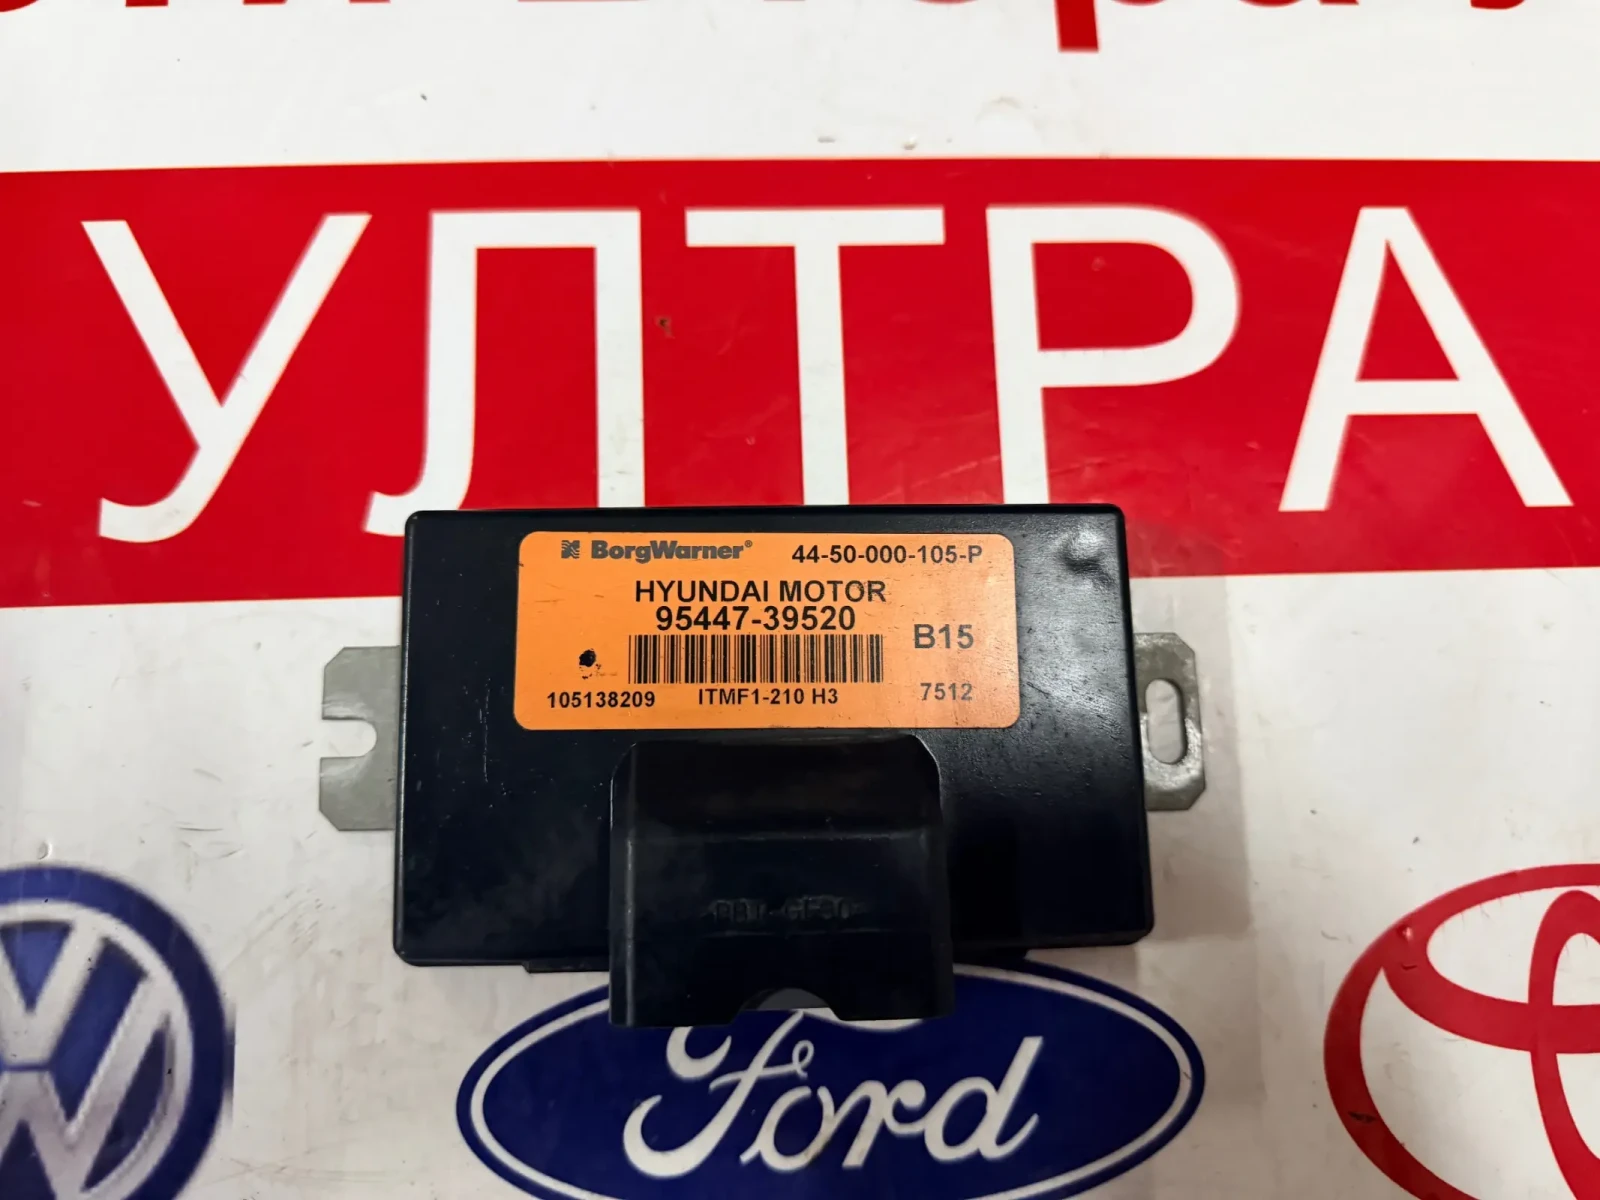 УЛТРА
BorgWarner® 44-50-000-105-P
HYUNDAI MOTOR
95447-39520
B15
105138209 ITMF1-210 H3 7512
Ford